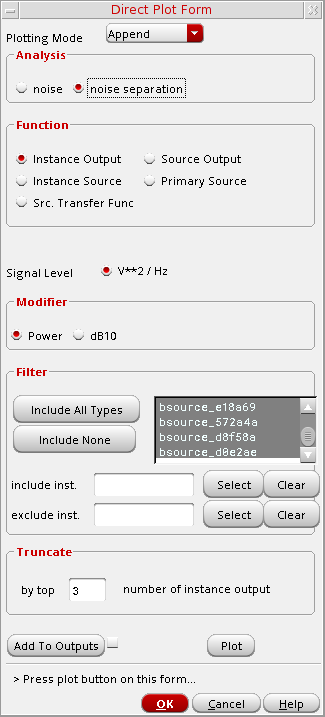 Direct Plot Form
Plotting Mode Append
Analysis
noise noise separation
Function
Instance Output Source Output
Instance Source Primary Source
Src. Transfer Func
Signal Level V**2 / Hz
Modifier
Power dB10
Filter
Include All Types
Include None
bsource_e18a69
bsource_572a4a
bsource_d8f58a
bsource_d0e2ae
include inst. Select Clear
exclude inst. Select Clear
Truncate
by top 3 number of instance output
Add To Outputs Plot
> Press plot button on this form...
OK Cancel Help